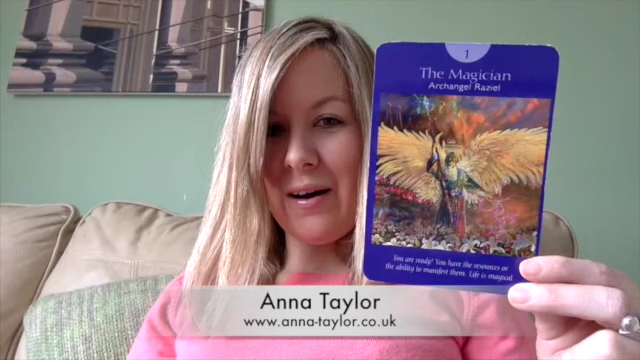 1
The Magician
Archangel Raziel
You are ready! You have the resources or
the ability to manifest them. Life is magical
Anna Taylor
www.anna-taylor.co.uk